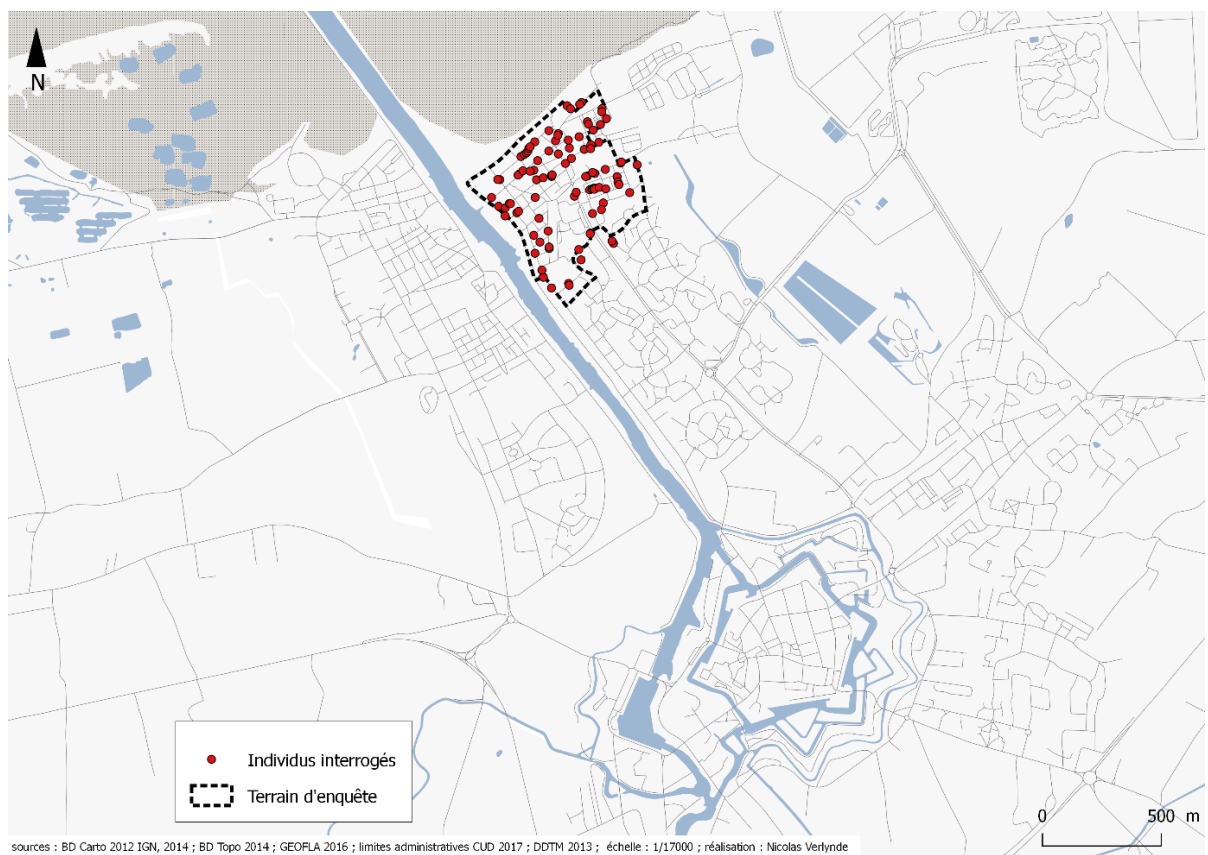 N
Individus interrogés
Terrain d'enquête
0 500 m
sources : BD Carto 2012 IGN, 2014 ; BD Topo 2014 ; GEOFLA 2016 ; limites administratives CUD 2017 ; DDTM 2013 ; échelle : 1/17000 ; réalisation : Nicolas Verlynde